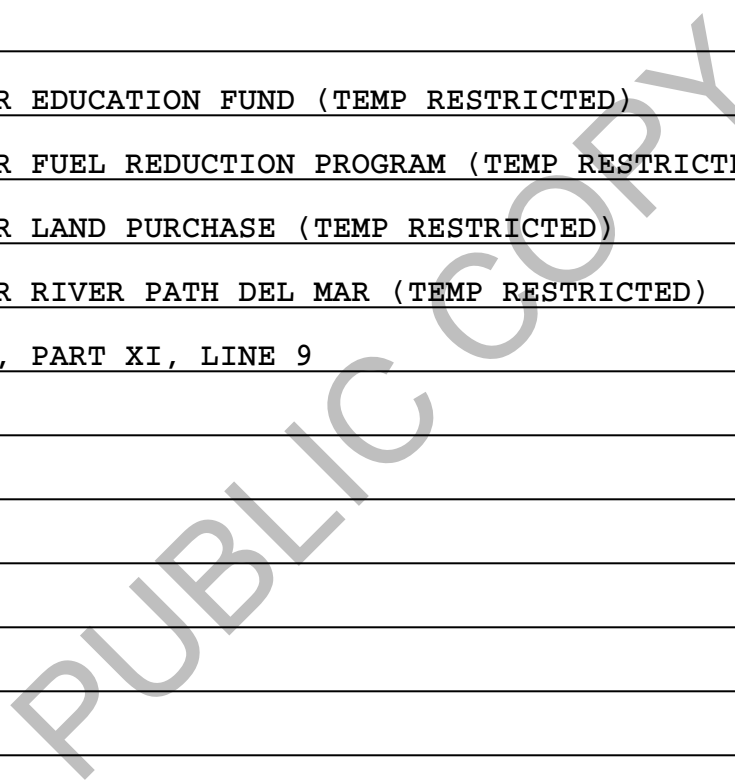 R EDUCATION FUND (TEMP RESTRICTED)
R FUEL REDUCTION PROGRAM (TEMP RESTRICTE
R LAND PURCHASE (TEMP RESTRICTED)
R RIVER PATH DEL MAR (TEMP RESTRICTED)
, PART XI, LINE 9
PUBLIC COPY